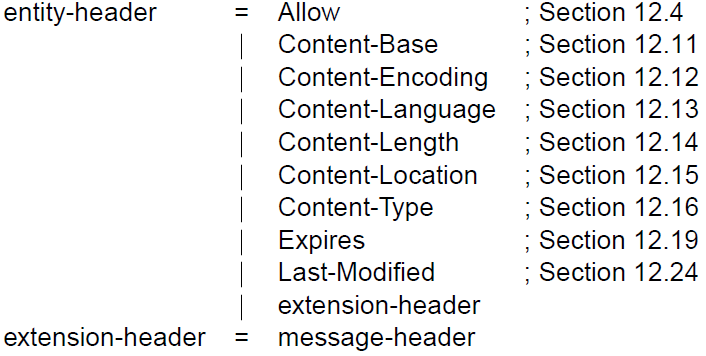 entity-header = Allow ; Section 12.4
| Content-Base ; Section 12.11
| Content-Encoding ; Section 12.12
| Content-Language ; Section 12.13
| Content-Length ; Section 12.14
| Content-Location ; Section 12.15
| Content-Type ; Section 12.16
| Expires ; Section 12.19
| Last-Modified ; Section 12.24
| extension-header
extension-header = message-header